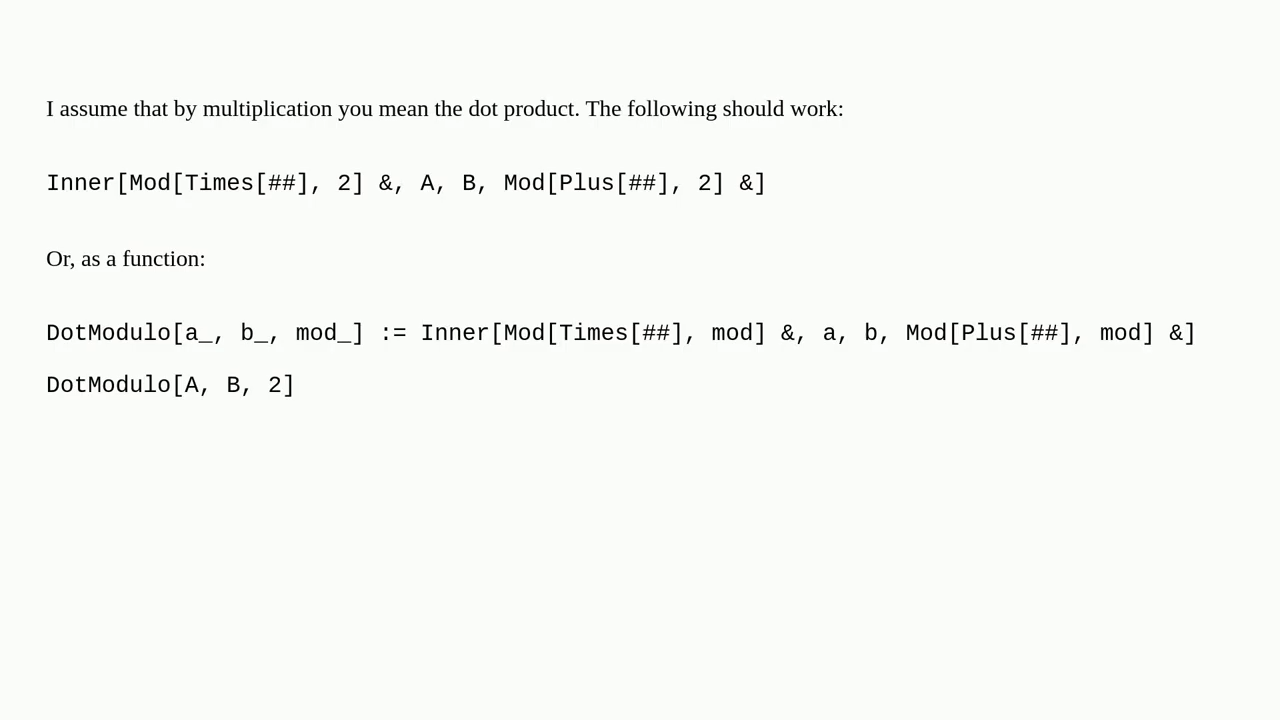 I assume that by multiplication you mean the dot product. The following should work:
Inner[Mod[Times[##], 2] &, A, B, Mod[Plus[##], 2] &]
Or, as a function:
DotModulo[a_, b_, mod_] := Inner[Mod[Times[##], mod] &, a, b, Mod[Plus[##], mod] &]
DotModulo[A, B, 2]